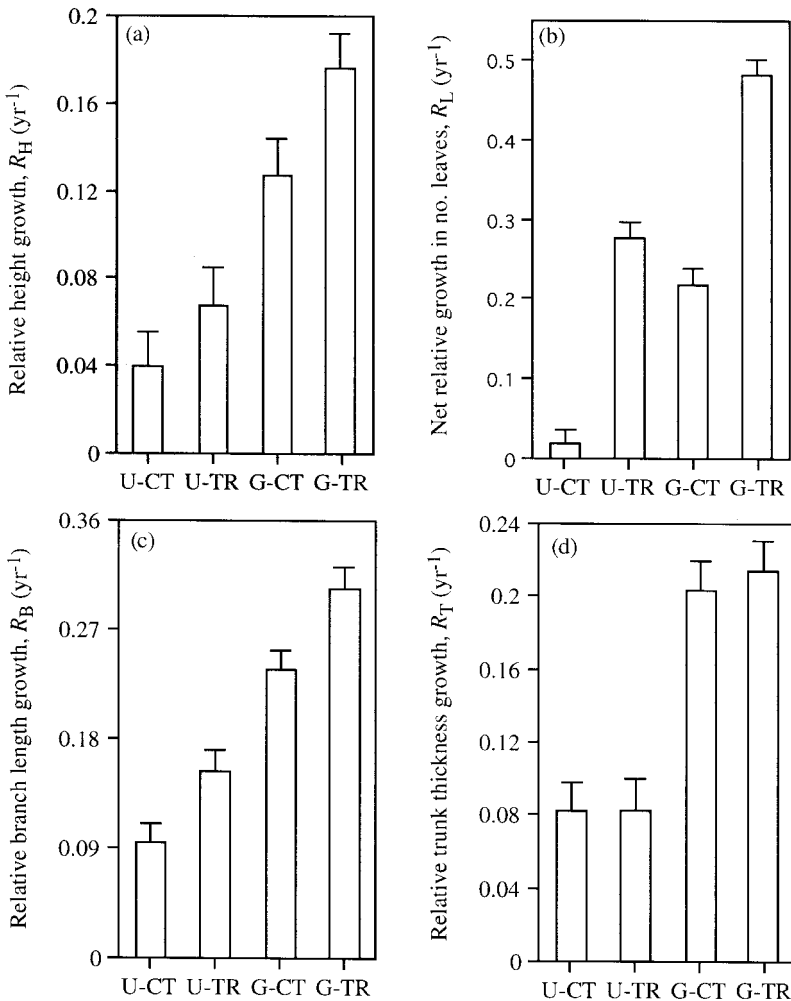 (a)
Relative height growth, R_H (yr⁻¹)
0.2
0.16
0.12
0.08
0.04
0
U-CT U-TR G-CT G-TR
(b)
Net relative growth in no. leaves, R_L (yr⁻¹)
0.5
0.4
0.3
0.2
0.1
0
U-CT U-TR G-CT G-TR
(c)
Relative branch length growth, R_B (yr⁻¹)
0.36
0.27
0.18
0.09
0
U-CT U-TR G-CT G-TR
(d)
Relative trunk thickness growth, R_T (yr⁻¹)
0.24
0.2
0.16
0.12
0.08
0.04
0
U-CT U-TR G-CT G-TR